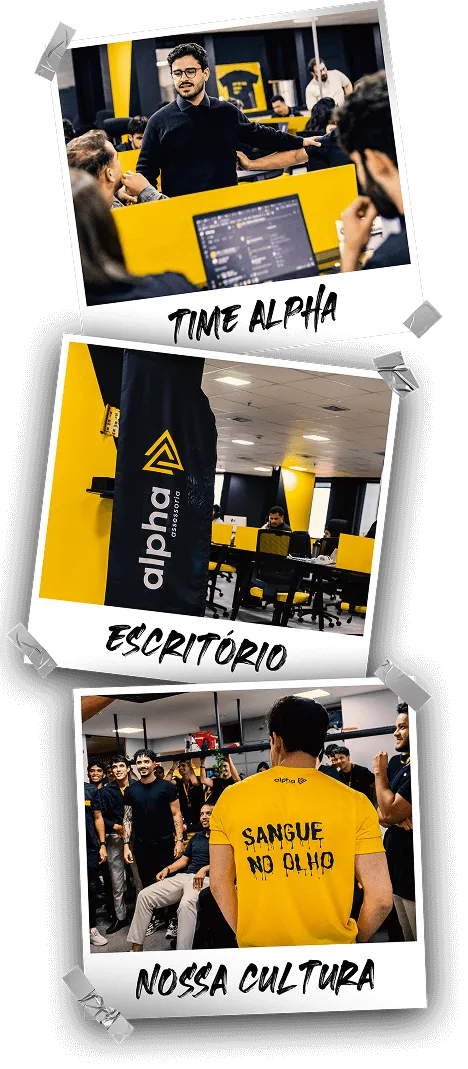 TIME ALPHA
alpha
assessoria
ESCRITÓRIO
alpha
SANGUE
NO OLHO
NOSSA CULTURA